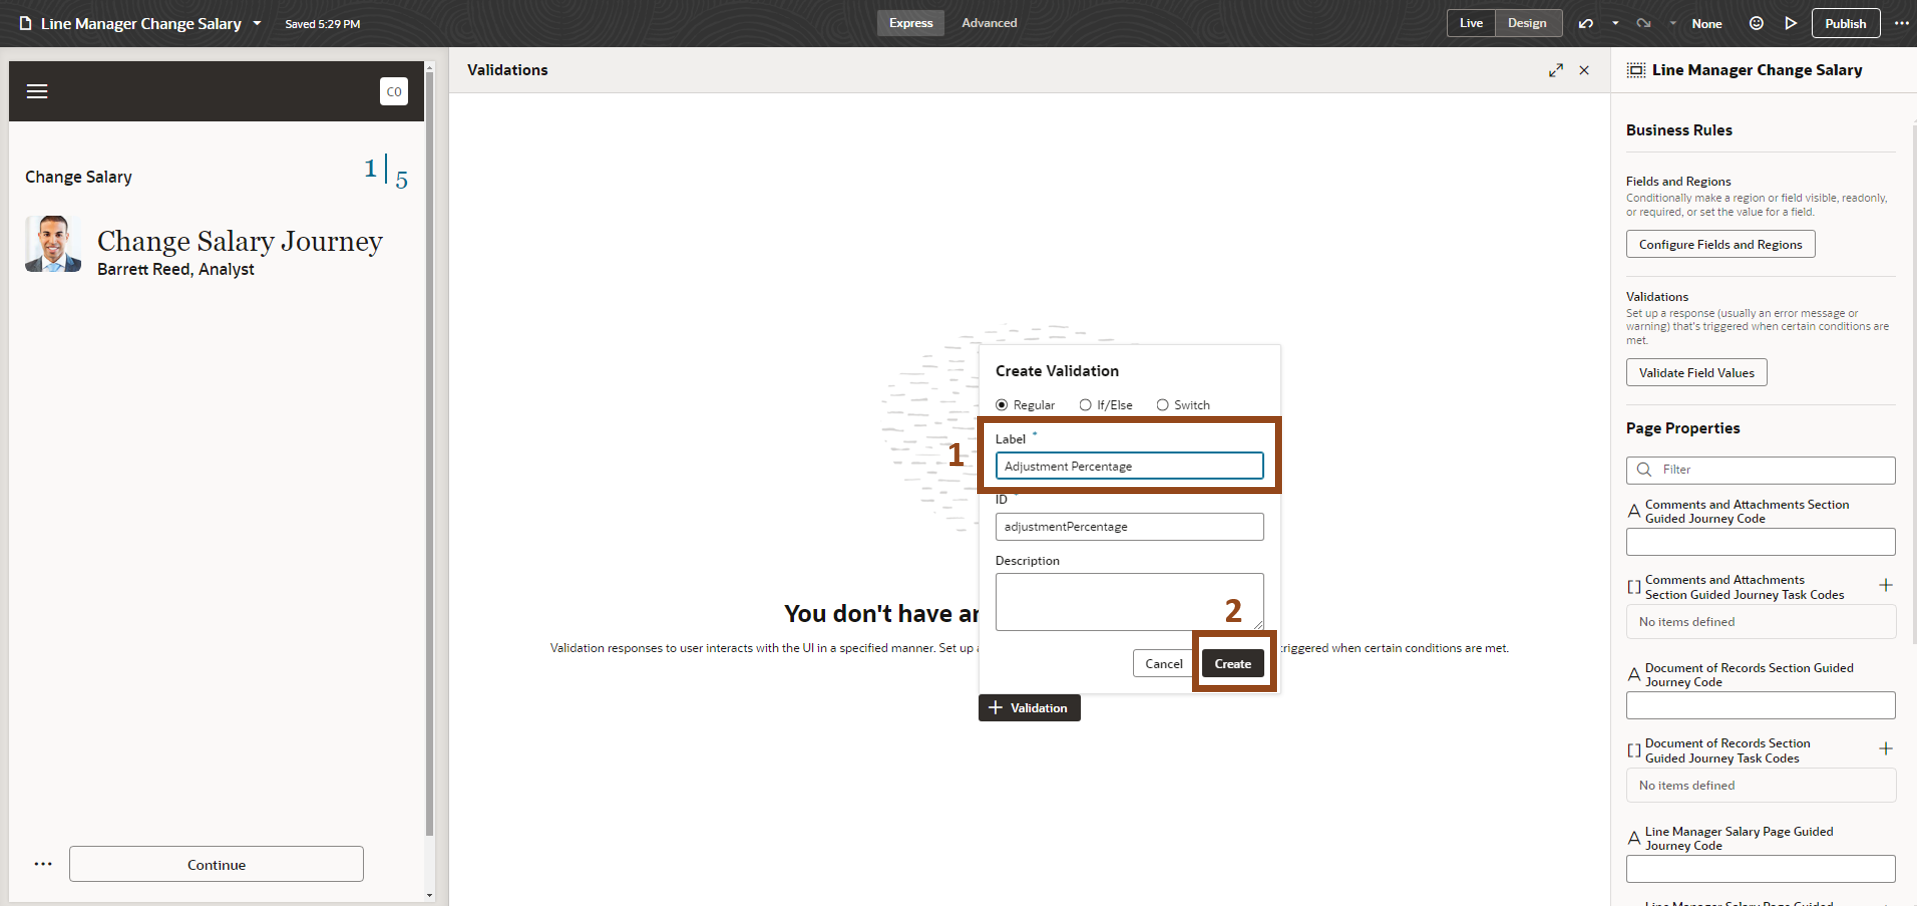 Line Manager Change Salary
Saved 5:29 PM
Express
Advanced
Live
Design
None
Publish
CO
Change Salary
1
5
Change Salary Journey
Barrett Reed, Analyst
...
Continue
Validations
Create Validation
Regular
If/Else
Switch
1
Label *
Adjustment Percentage
ID
adjustmentPercentage
Description
2
Cancel
Create
You don't have
Validation responses to user interacts with the UI in a specified manner. Set up
triggered when certain conditions are met.
+ Validation
Line Manager Change Salary
Business Rules
Fields and Regions
Conditionally make a region or field visible, readonly,
or required, or set the value for a field.
Configure Fields and Regions
Validations
Set up a response (usually an error message or
warning) that's triggered when certain conditions are
met.
Validate Field Values
Page Properties
Filter
A Comments and Attachments Section
Guided Journey Code
[] Comments and Attachments
Section Guided Journey Task Codes
No items defined
A Document of Records Section Guided
Journey Code
[] Document of Records Section
Guided Journey Task Codes
No items defined
A Line Manager Salary Page Guided
Journey Code
Line Manager Salary Page Guided